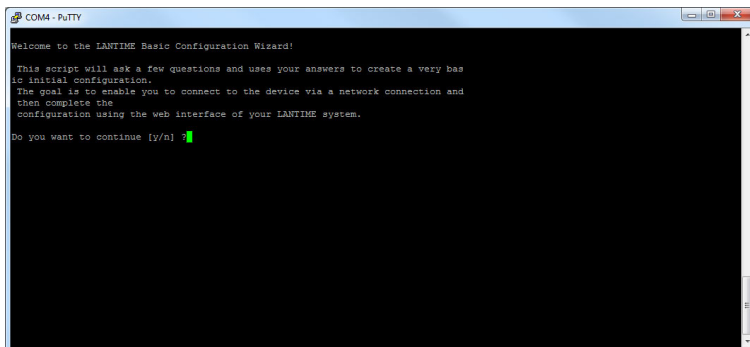 COM4 - PuTTY
Welcome to the LANTIME Basic Configuration Wizard!
This script will ask a few questions and uses your answers to create a very bas
ic initial configuration.
The goal is to enable you to connect to the device via a network connection and
then complete the
configuration using the web interface of your LANTIME system.
Do you want to continue [y/n] ?